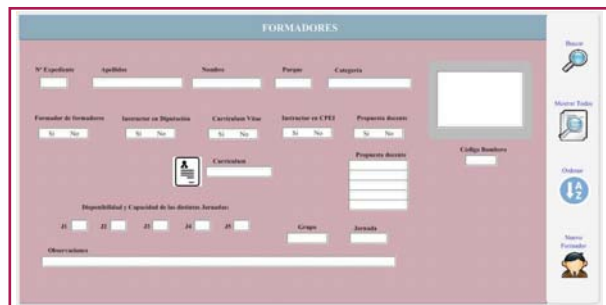 FORMADORES
Nº Expediente Apellidos Nombre Parque Categoría
Formador de formadores Instructor en Diputación Curriculum Vitae Instructor en CPEI Propuesta docente
Si No Si No Si No Si No Si No
Curriculum
Propuesta docente
Código Bombero
Disponibilidad y Capacidad de las distintas Jornadas:
J1 J2 J3 J4 J5
Grupo Jornada
Observaciones
Buscar
Mostrar Todos
Ordenar
Nuevo
Formador